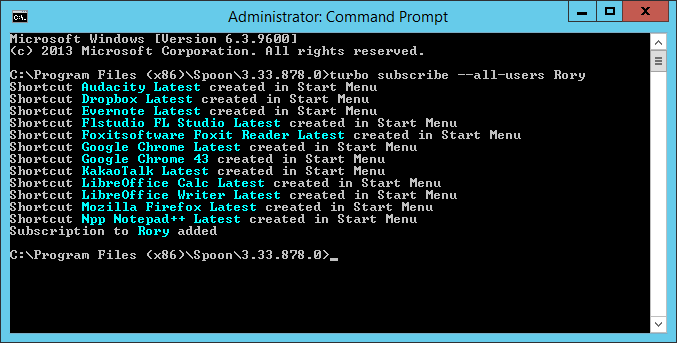 Administrator: Command Prompt
Microsoft Windows [Version 6.3.9600]
(c) 2013 Microsoft Corporation. All rights reserved.
C:\Program Files (x86)\Spoon\3.33.878.0>turbo subscribe --all-users Rory
Shortcut Audacity Latest created in Start Menu
Shortcut Dropbox Latest created in Start Menu
Shortcut Evernote Latest created in Start Menu
Shortcut Flstudio FL Studio Latest created in Start Menu
Shortcut Foxitsoftware Foxit Reader Latest created in Start Menu
Shortcut Google Chrome Latest created in Start Menu
Shortcut Google Chrome 43 created in Start Menu
Shortcut KakaoTalk Latest created in Start Menu
Shortcut LibreOffice Calc Latest created in Start Menu
Shortcut LibreOffice Writer Latest created in Start Menu
Shortcut Mozilla Firefox Latest created in Start Menu
Shortcut Npp Notepad++ Latest created in Start Menu
Subscription to Rory added
C:\Program Files (x86)\Spoon\3.33.878.0>_